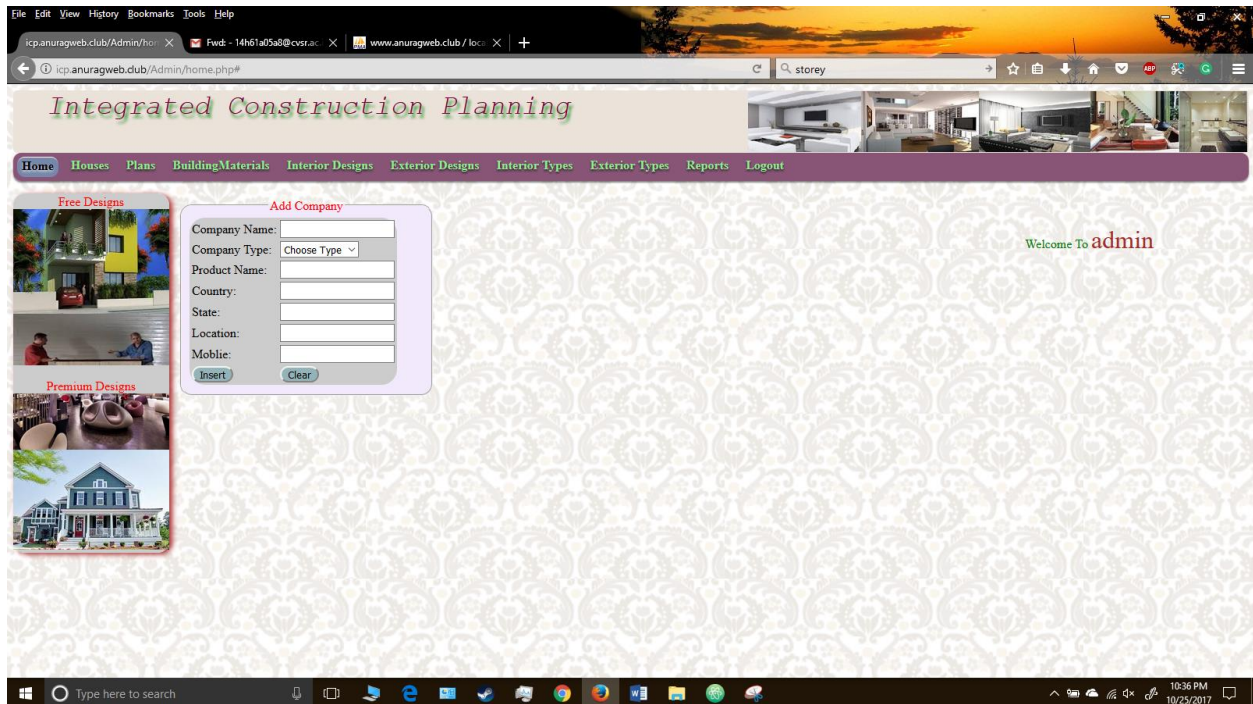 File Edit View History Bookmarks Tools Help
icp.anuragweb.club/Admin/hon Fwd: - 14h61a05a8@cvsr.ac. www.anuragweb.club / loca
icp.anuragweb.club/Admin/home.php# storey
Integrated Construction Planning
Home Houses Plans BuildingMaterials Interior Designs Exterior Designs Interior Types Exterior Types Reports Logout
Free Designs
Premium Designs
Add Company
Company Name:
Company Type: Choose Type
Product Name:
Country:
State:
Location:
Moblie:
Insert Clear
Welcome To admin
Type here to search
10:36 PM
10/25/2017